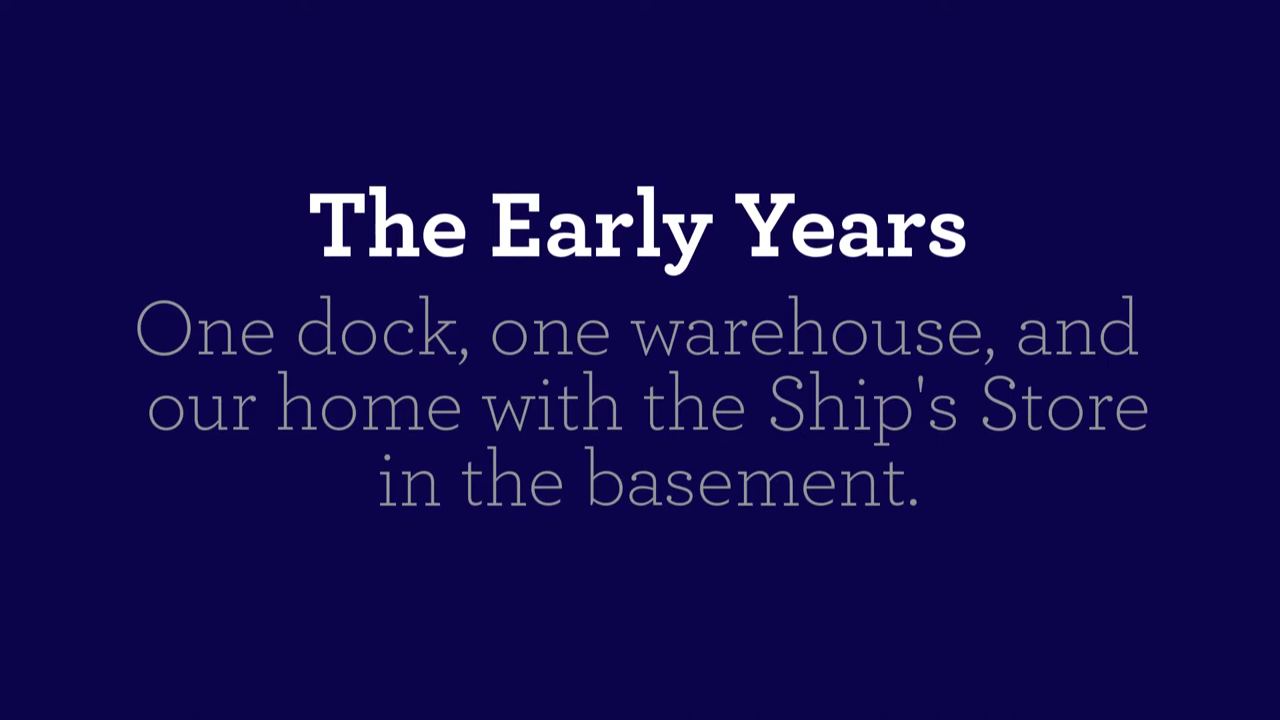 The Early Years
One dock, one warehouse, and
our home with the Ship's Store
in the basement.